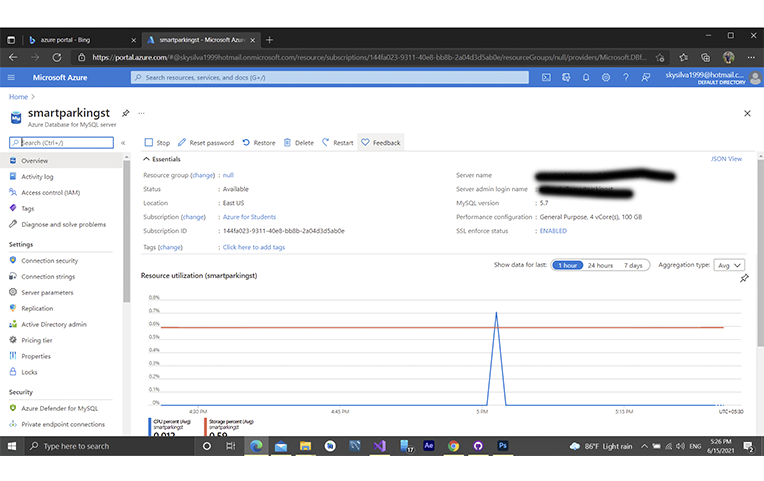 azure portal - Bing
smartparkingst - Microsoft Azure
https://portal.azure.com/#@skysilva1999hotmail.onmicrosoft.com/resource/subscriptions/144fa023-9311-40e8-bb8b-2a04d3d5ab0e/resourceGroups/null/providers/Microsoft.DBf...
Microsoft Azure
Search resources, services, and docs (G+/)
skysilva1999@hotmail.c...
DEFAULT DIRECTORY
Home >
smartparkingst
Azure Database for MySQL server
Search (Ctrl+/)
Stop
Reset password
Restore
Delete
Restart
Feedback
Overview
Activity log
Access control (IAM)
Tags
Diagnose and solve problems
Settings
Connection security
Connection strings
Server parameters
Replication
Active Directory admin
Pricing tier
Properties
Locks
Security
Azure Defender for MySQL
Private endpoint connections
Essentials
JSON View
Resource group (change) : null
Status : Available
Location : East US
Subscription (change) : Azure for Students
Subscription ID : 144fa023-9311-40e8-bb8b-2a04d3d5ab0e
Tags (change) : Click here to add tags
Server name :
Server admin login name :
MySQL version : 5.7
Performance configuration : General Purpose, 4 vCore(s), 100 GB
SSL enforce status : ENABLED
Show data for last: 1 hour 24 hours 7 days Aggregation type: Avg
Resource utilization (smartparkingst)
0.8%
0.7%
0.6%
0.5%
0.4%
0.3%
0.2%
0.1%
0%
4:30 PM 4:45 PM 5 PM 5:15 PM UTC+05:30
CPU percent (Avg)
smartparkingst
0.012
Storage percent (Avg)
smartparkingst
0.59
Type here to search
17
Ae
Ps
86°F Light rain
ENG
5:26 PM
6/15/2021
2